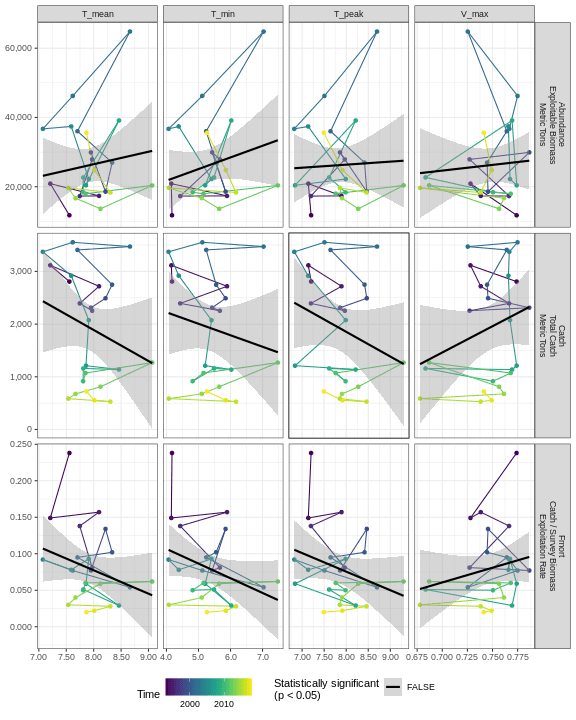 T_mean T_min T_peak V_max
60,000
40,000
20,000
Abundance
Exploitable Biomass
Metric Tons
3,000
2,000
1,000
0
Catch
Total Catch
Metric Tons
0.250
0.200
0.150
0.100
0.050
0.000
Fmort
Catch / Survey Biomass
Exploitation Rate
7.00 7.50 8.00 8.50 9.00 4.0 5.0 6.0 7.0 7.00 7.50 8.00 8.50 9.00 0.675 0.700 0.725 0.750 0.775
Time
2000 2010
Statistically significant
(p < 0.05)
FALSE